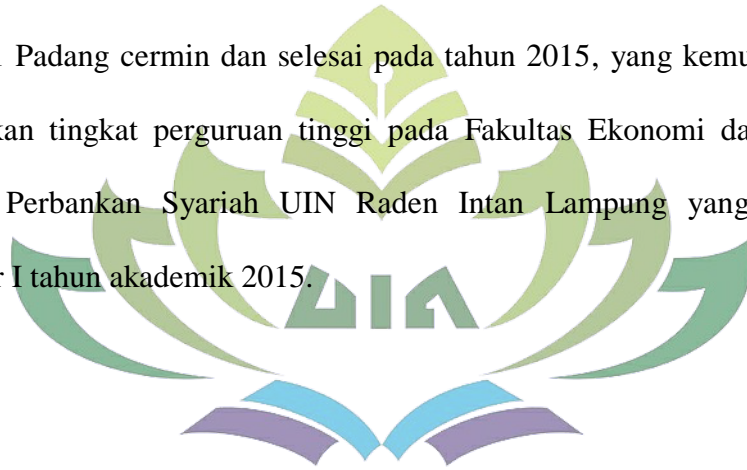 Padang cermin dan selesai pada tahun 2015, yang kemu
kan tingkat perguruan tinggi pada Fakultas Ekonomi da
Perbankan Syariah UIN Raden Intan Lampung yang
r I tahun akademik 2015.
UIN